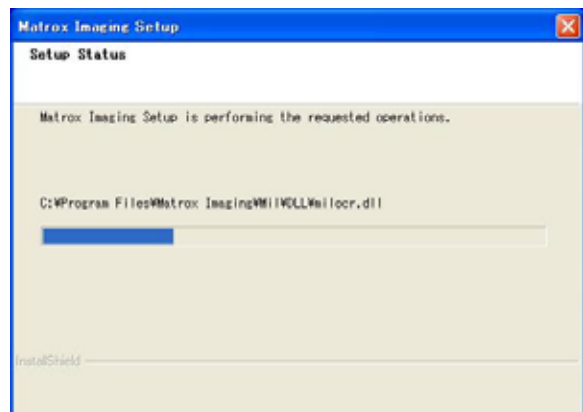 Matrox Imaging Setup
Setup Status
Matrox Imaging Setup is performing the requested operations.
C:¥Program Files¥Matrox Imaging¥Mil¥DLL¥milocr.dll
InstallShield